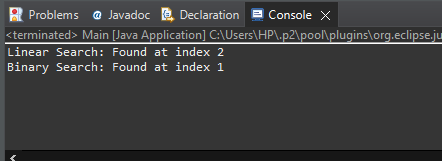 Problems Javadoc Declaration Console
<terminated> Main [Java Application] C:\Users\HP\.p2\pool\plugins\org.eclipse.ju
Linear Search: Found at index 2
Binary Search: Found at index 1